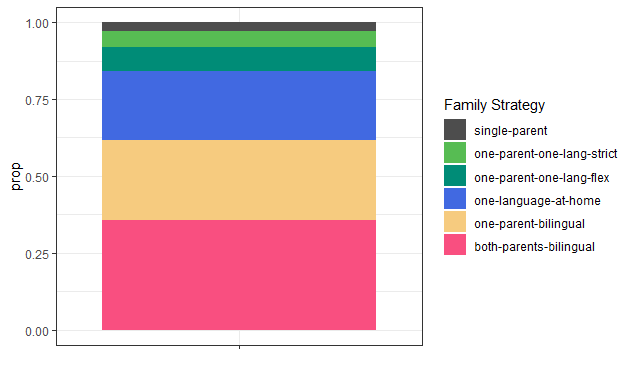 1.00
0.75
0.50
0.25
0.00
prop
Family Strategy
single-parent
one-parent-one-lang-strict
one-parent-one-lang-flex
one-language-at-home
one-parent-bilingual
both-parents-bilingual